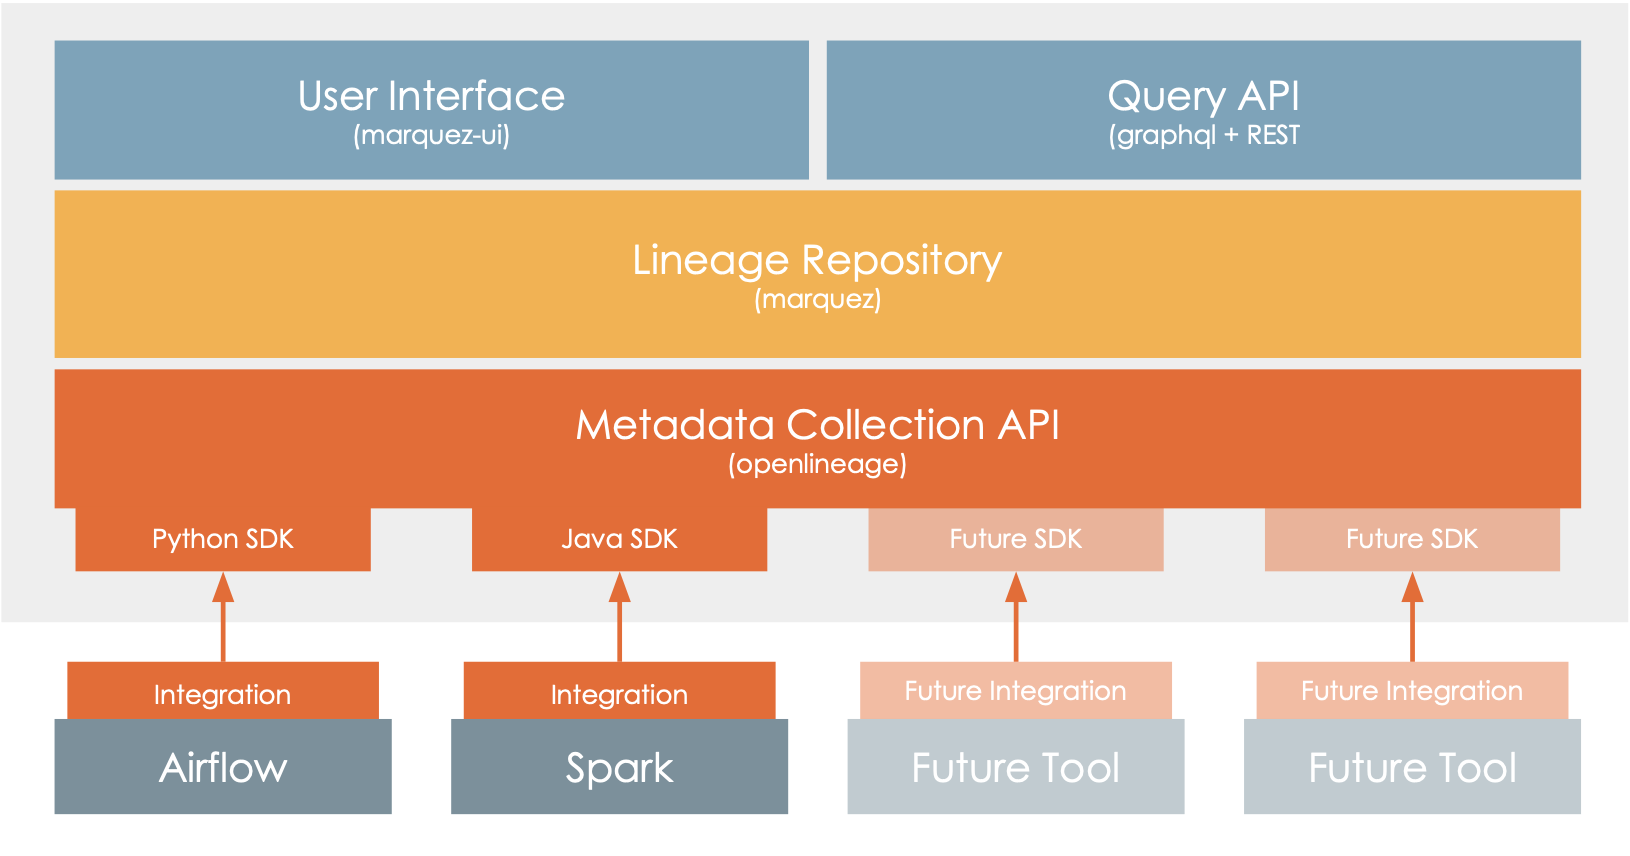 User Interface
(marquez-ui)
Query API
(graphql + REST
Lineage Repository
(marquez)
Metadata Collection API
(openlineage)
Python SDK
Java SDK
Future SDK
Future SDK
Integration
Integration
Future Integration
Future Integration
Airflow
Spark
Future Tool
Future Tool